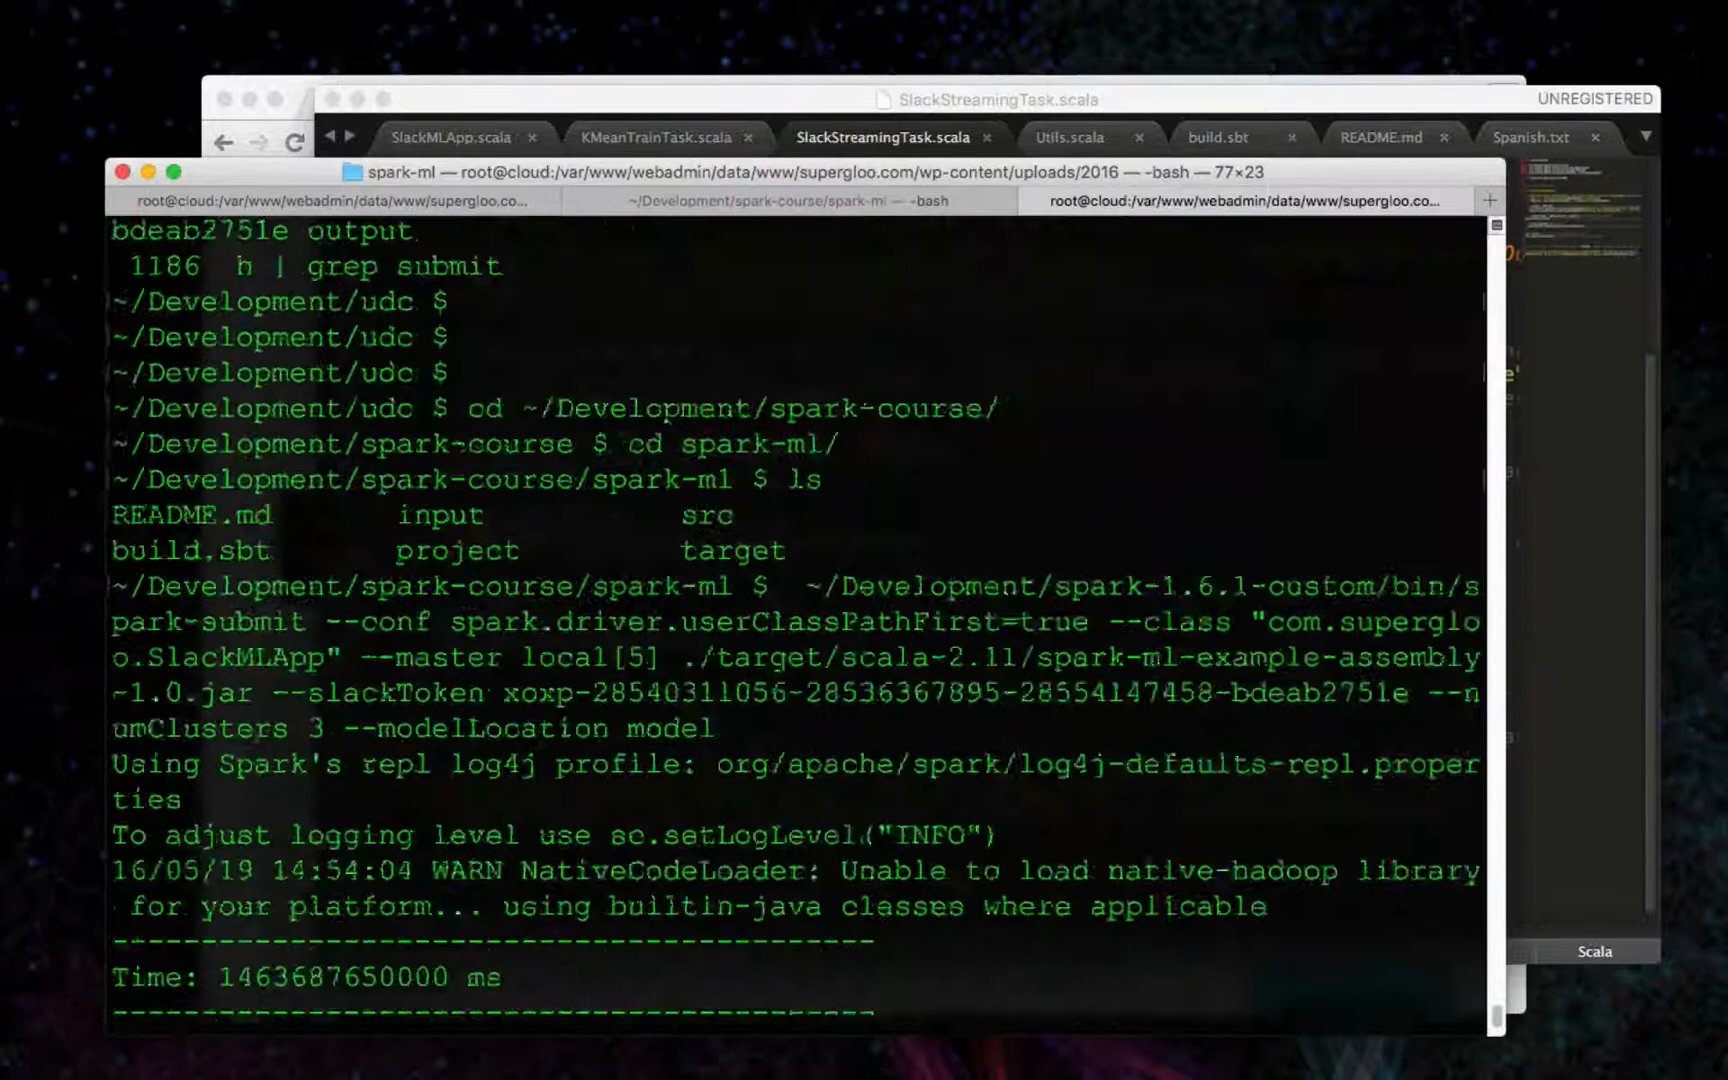 SlackStreamingTask.scala
UNREGISTERED
SlackMLApp.scala
KMeanTrainTask.scala
SlackStreamingTask.scala
Utils.scala
build.sbt
README.md
Spanish.txt
spark-ml — root@cloud:/var/www/webadmin/data/www/supergloo.com/wp-content/uploads/2016 — -bash — 77×23
root@cloud:/var/www/webadmin/data/www/supergloo.co...
~/Development/spark-course/spark-ml — -bash
root@cloud:/var/www/webadmin/data/www/supergloo.co...
bdeab2751e output
1186  h | grep submit
~/Development/udc $
~/Development/udc $
~/Development/udc $
~/Development/udc $ cd ~/Development/spark-course/
~/Development/spark-course $ cd spark-ml/
~/Development/spark-course/spark-ml $ ls
README.md input src
build.sbt project target
~/Development/spark-course/spark-ml $  ~/Development/spark-1.6.1-custom/bin/s
park-submit --conf spark.driver.userClassPathFirst=true --class "com.superglo
o.SlackMLApp" --master local[5] ./target/scala-2.11/spark-ml-example-assembly
-1.0.jar --slackToken xoxp-28540311056-28536367895-28554147458-bdeab2751e --n
umClusters 3 --modelLocation model
Using Spark's repl log4j profile: org/apache/spark/log4j-defaults-repl.proper
ties
To adjust logging level use sc.setLogLevel("INFO")
16/05/19 14:54:04 WARN NativeCodeLoader: Unable to load native-hadoop library
for your platform... using builtin-java classes where applicable
-------------------------------------------
Time: 1463687650000 ms
-------------------------------------------
Scala